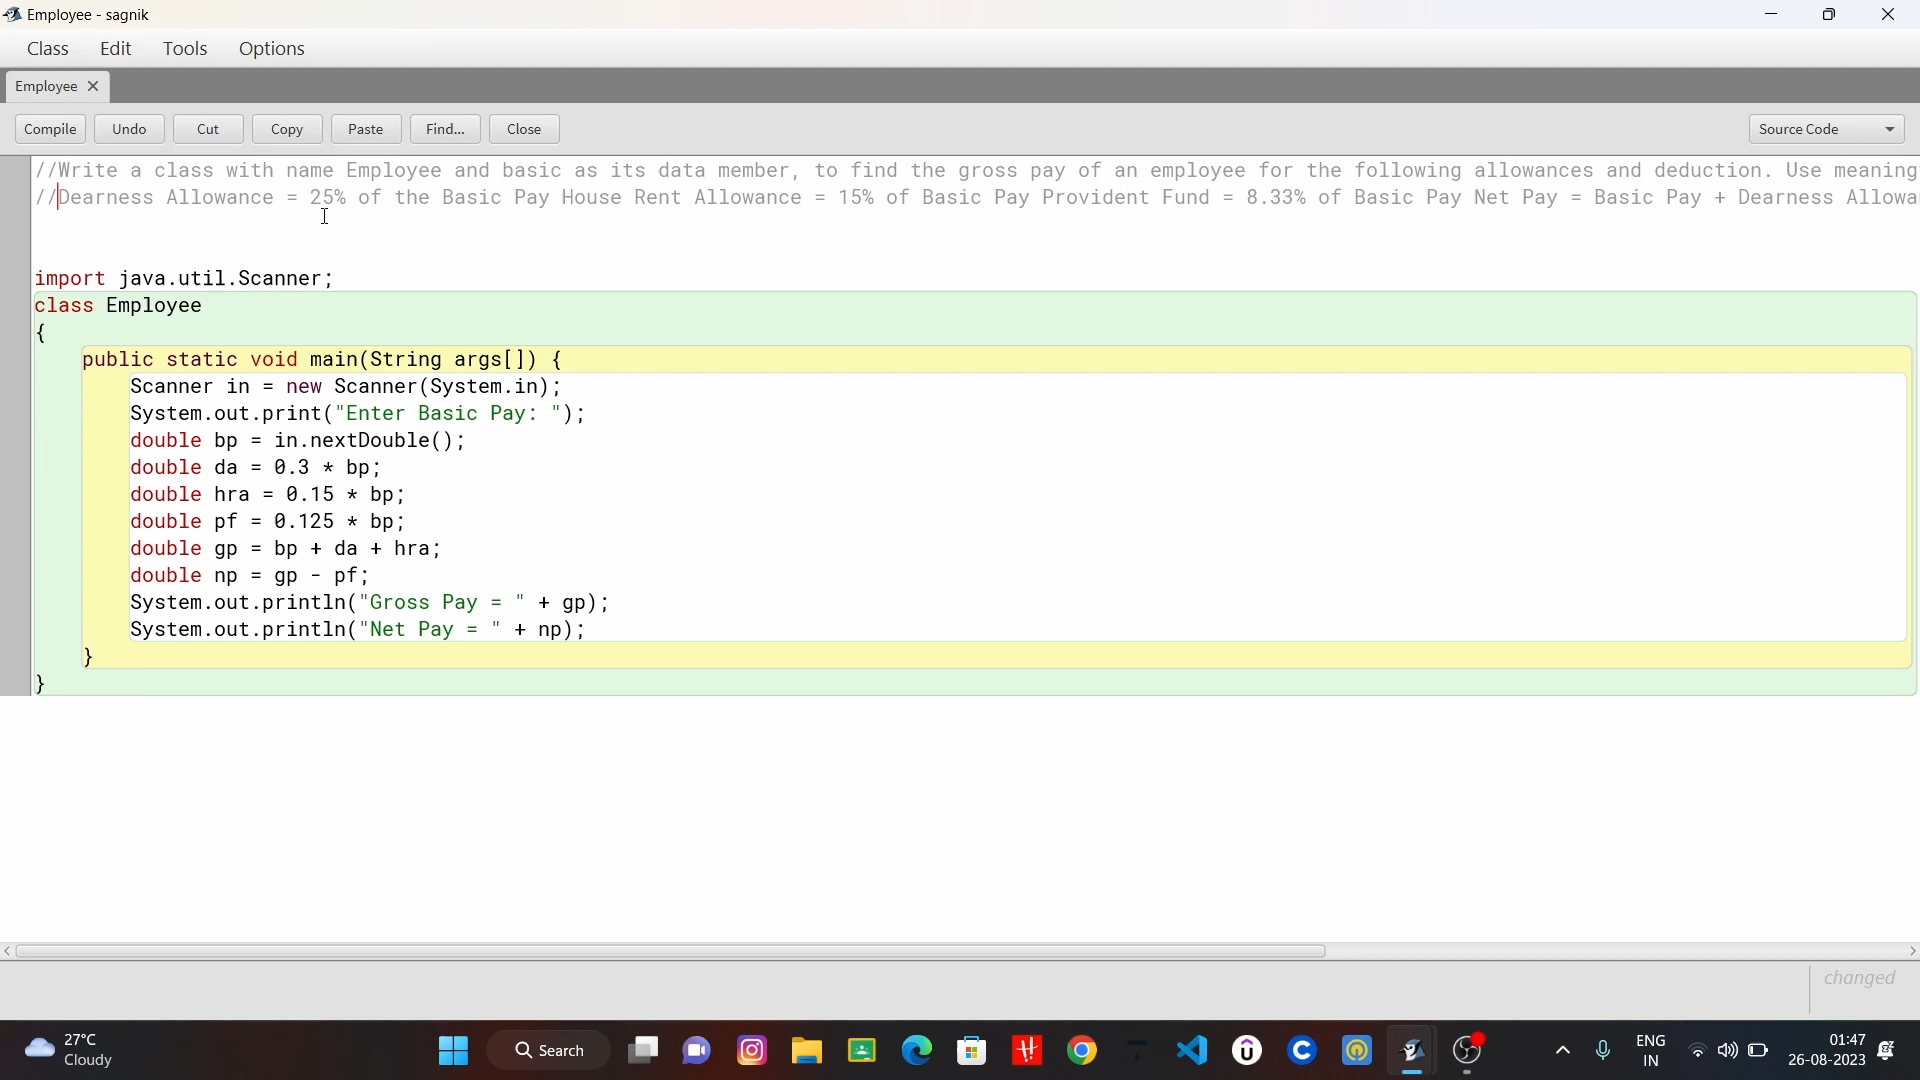 Employee - sagnik
Class Edit Tools Options
Employee
Compile Undo Cut Copy Paste Find... Close Source Code
//Write a class with name Employee and basic as its data member, to find the gross pay of an employee for the following allowances and deduction. Use meaning
//Dearness Allowance = 25% of the Basic Pay House Rent Allowance = 15% of Basic Pay Provident Fund = 8.33% of Basic Pay Net Pay = Basic Pay + Dearness Allowa
import java.util.Scanner;
class Employee
{
public static void main(String args[]) {
Scanner in = new Scanner(System.in);
System.out.print("Enter Basic Pay: ");
double bp = in.nextDouble();
double da = 0.3 * bp;
double hra = 0.15 * bp;
double pf = 0.125 * bp;
double gp = bp + da + hra;
double np = gp - pf;
System.out.println("Gross Pay = " + gp);
System.out.println("Net Pay = " + np);
}
}
changed
27°C
Cloudy
Search
ENG
IN
01:47
26-08-2023